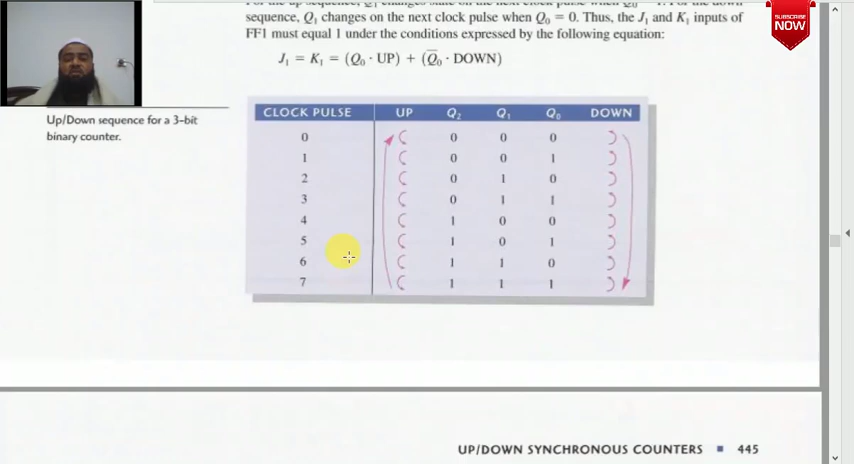 SUBSCRIBE
NOW
sequence, Q₁ changes on the next clock pulse when Q₀ = 0. Thus, the J₁ and K₁ inputs of
FF1 must equal 1 under the conditions expressed by the following equation:
J₁ = K₁ = (Q₀ · UP) + (Q̅₀ · DOWN)
Up/Down sequence for a 3-bit
binary counter.
CLOCK PULSE UP Q₂ Q₁ Q₀ DOWN
0 0 0 0
1 0 0 1
2 0 1 0
3 0 1 1
4 1 0 0
5 1 0 1
6 1 1 0
7 1 1 1
UP/DOWN SYNCHRONOUS COUNTERS ■ 445